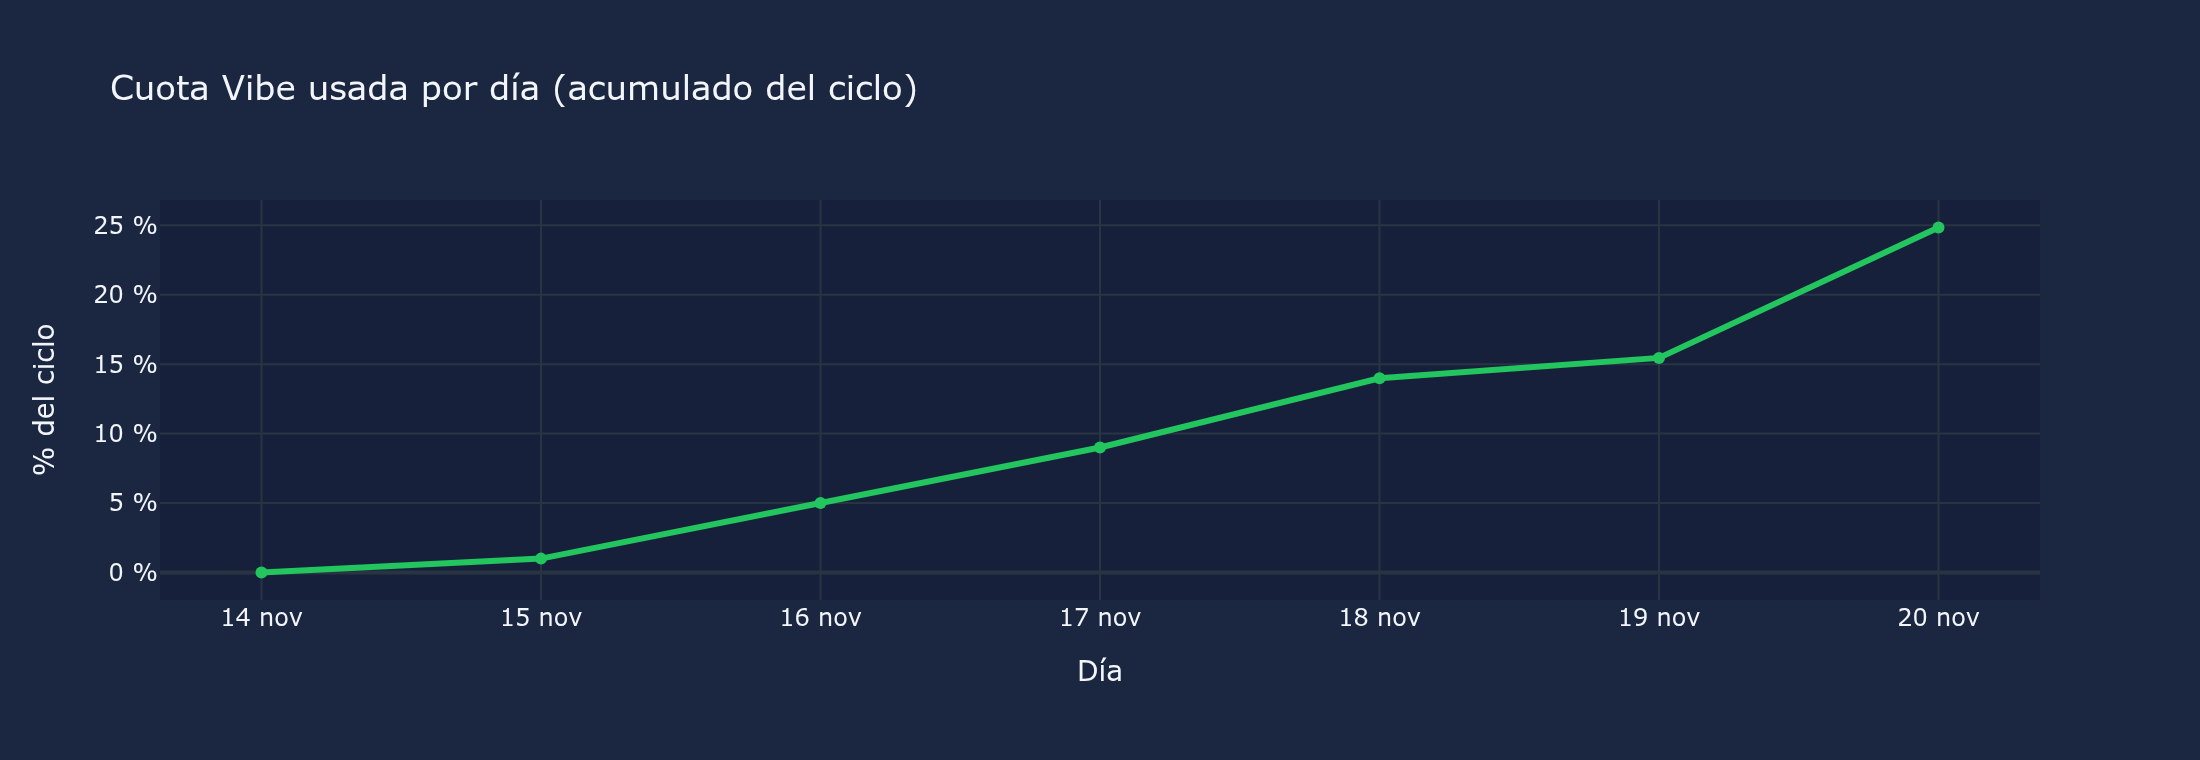 Cuota Vibe usada por día (acumulado del ciclo)
25 %
20 %
15 %
10 %
5 %
0 %
% del ciclo
14 nov
15 nov
16 nov
17 nov
18 nov
19 nov
20 nov
Día